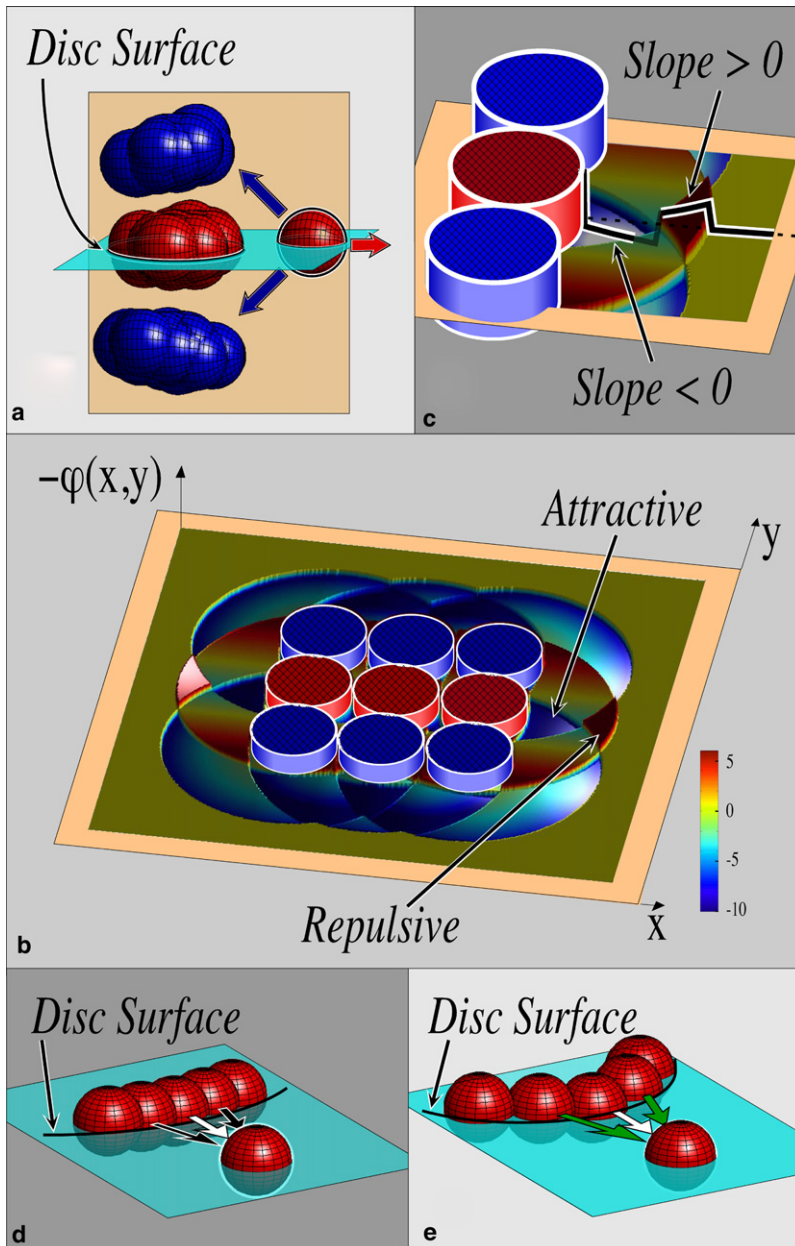 Disc Surface
a
Slope > 0
Slope < 0
c
−φ(x,y)
Attractive
y
5
0
-5
-10
Repulsive
x
b
Disc Surface
d
Disc Surface
e